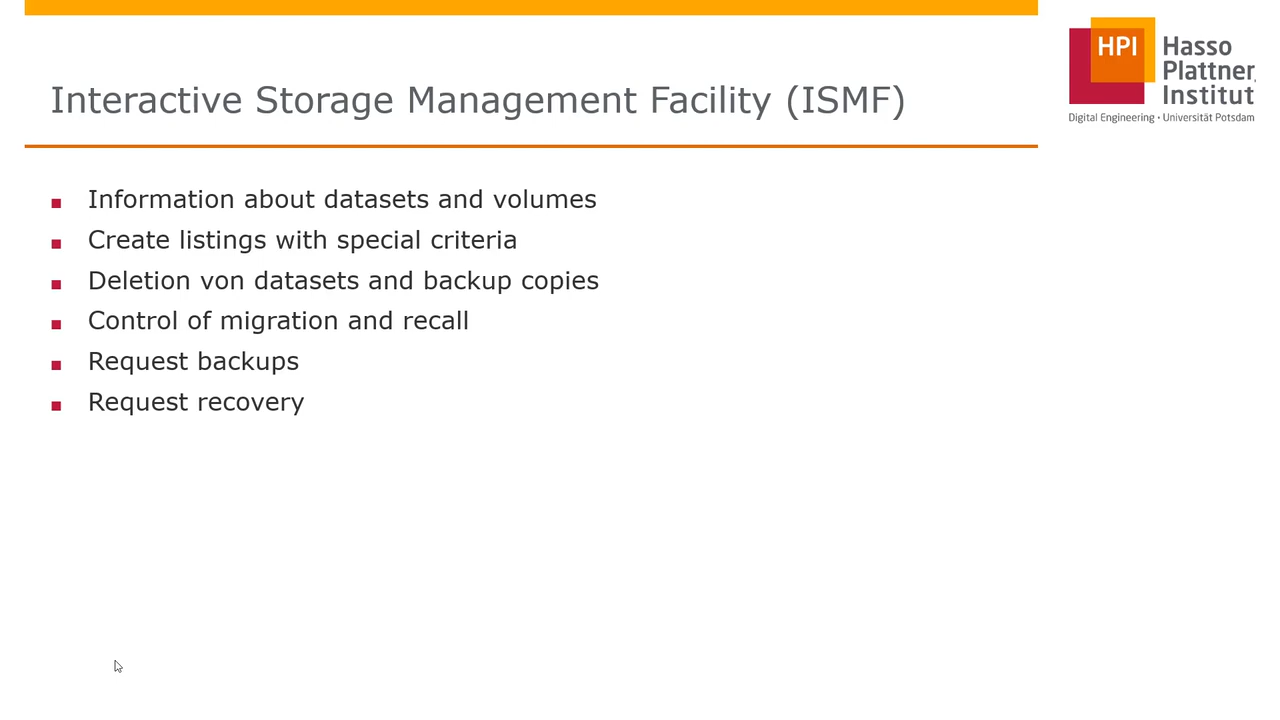 Interactive Storage Management Facility (ISMF)
HPI
Hasso
Plattner
Institut
Digital Engineering • Universität Potsdam
Information about datasets and volumes
Create listings with special criteria
Deletion von datasets and backup copies
Control of migration and recall
Request backups
Request recovery